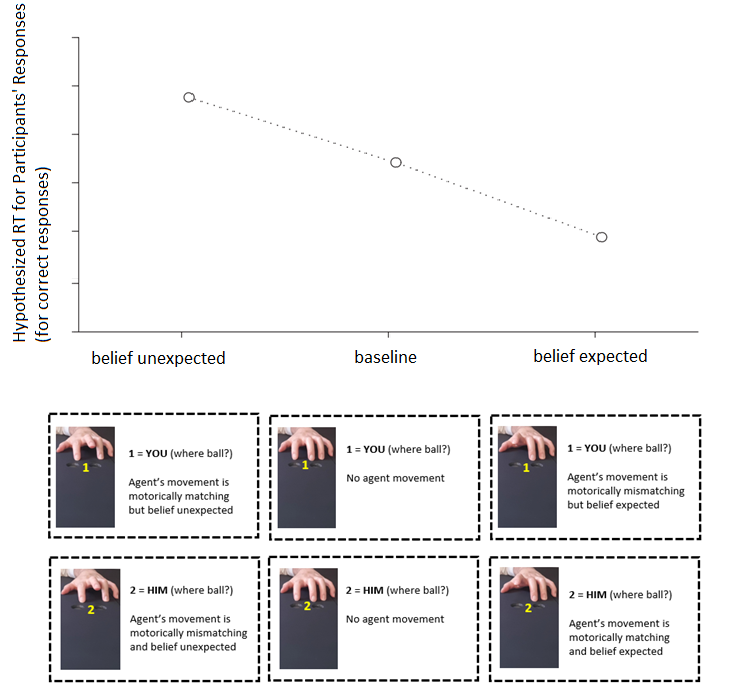 Hypothesized RT for Participants' Responses
(for correct responses)
belief unexpected
baseline
belief expected
1
1 = YOU (where ball?)
Agent's movement is
motorically matching
but belief unexpected
1
1 = YOU (where ball?)
No agent movement
1
1 = YOU (where ball?)
Agent's movement is
motorically mismatching
but belief expected
2
2 = HIM (where ball?)
Agent's movement is
motorically mismatching
and belief unexpected
2
2 = HIM (where ball?)
No agent movement
2
2 = HIM (where ball?)
Agent's movement is
motorically matching
and belief expected